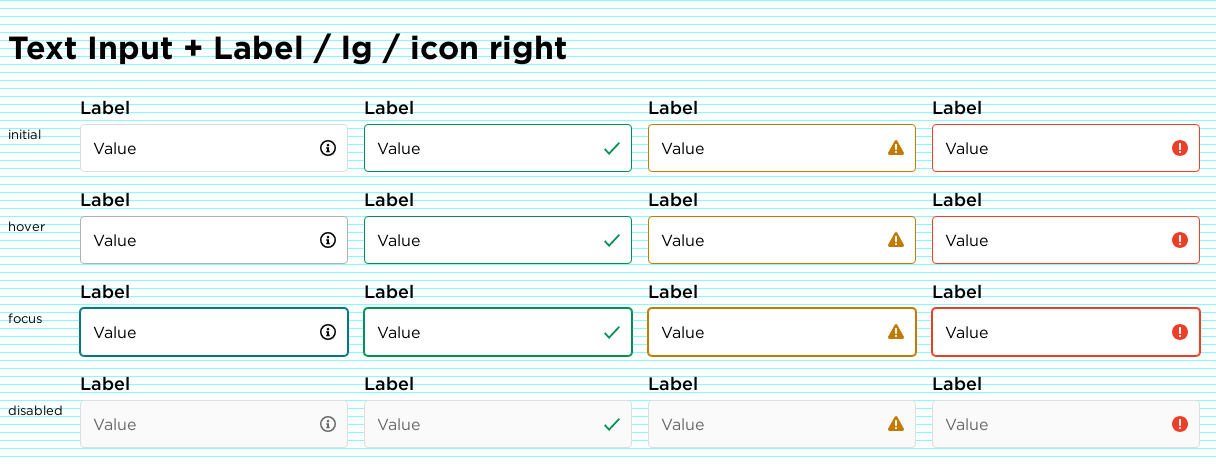 Text Input + Label / lg / icon right
Label Label Label Label
initial Value Value Value Value
Label Label Label Label
hover Value Value Value Value
Label Label Label Label
focus Value Value Value Value
Label Label Label Label
disabled Value Value Value Value